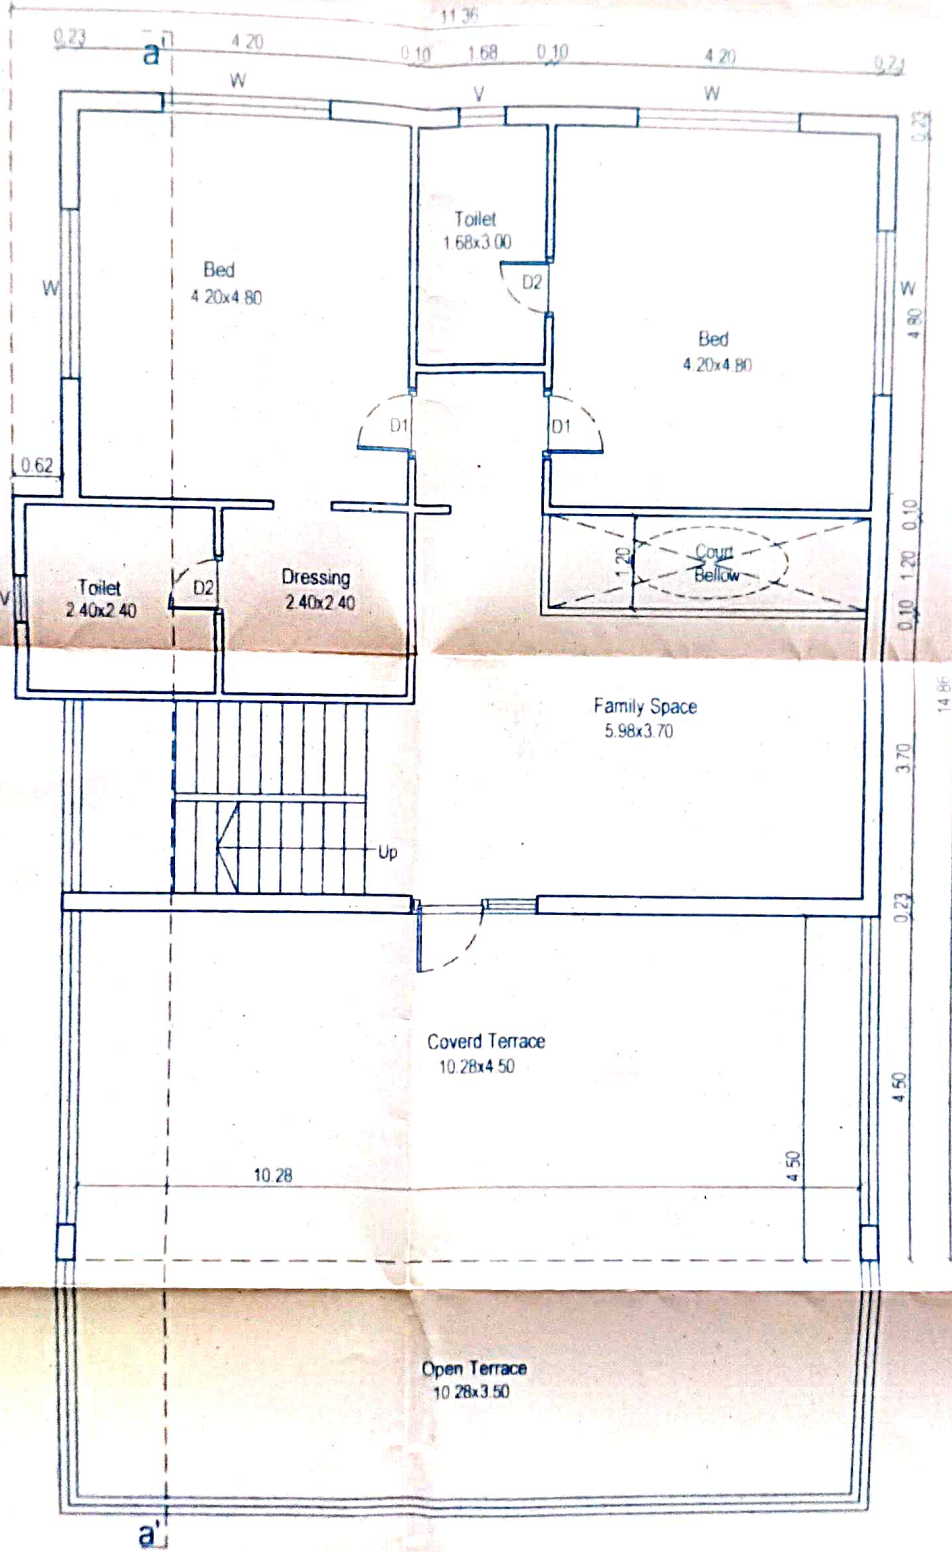 11.36
0.23
a'
4.20
0.10
1.68
0.10
4.20
0.23
W
V
W
0.23
Toilet
1.68x3.00
D2
Bed
4.20x4.80
W
W
4.80
Bed
4.20x4.80
D1
D1
0.62
0.10
Toilet
2.40x2.40
D2
Dressing
2.40x2.40
V
1.20
Court
Bellow
1.20
0.10
Family Space
5.98x3.70
14.86
3.70
Up
0.23
Coverd Terrace
10.28x4.50
4.50
10.28
4.50
Open Terrace
10.28x3.50
a'